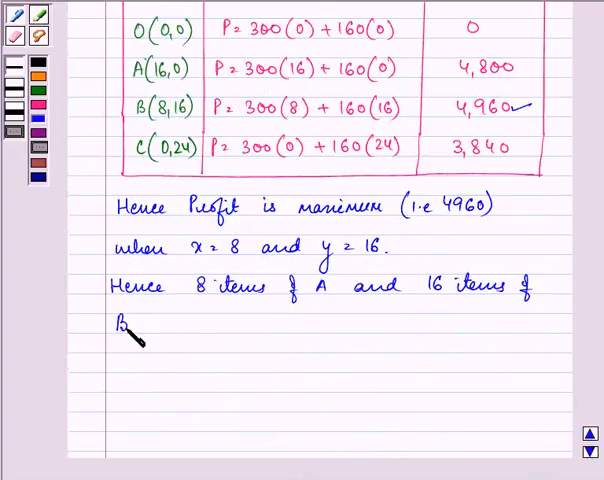 O(0,0) P= 300(0) + 160(0) 0
A(16,0) P= 300(16) + 160(0) 4,800
B(8,16) P= 300(8) + 160(16) 4,960
C(0,24) P= 300(0) + 160(24) 3,840
Hence Profit is maximum (i.e 4960)
when x = 8 and y = 16.
Hence 8 items of A and 16 items of
B